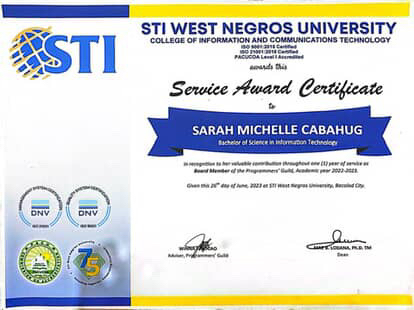 STI
STI WEST NEGROS UNIVERSITY
COLLEGE OF INFORMATION AND COMMUNICATIONS TECHNOLOGY
ISO 9001:2015 Certified
ISO 21001:2018 Certified
PACUCOA Level I Accredited
awards this
Service Award Certificate
to
SARAH MICHELLE CABAHUG
Bachelor of Science in Information Technology
In recognition to her valuable contribution throughout one (1) year of service as
Board Member of the Programmers' Guild, Academic year 2022-2023.
Given this 26th day of June, 2023 at STI West Negros University, Bacolod City.
DNV
DNV
75
Adviser, Programmers' Guild
Dean